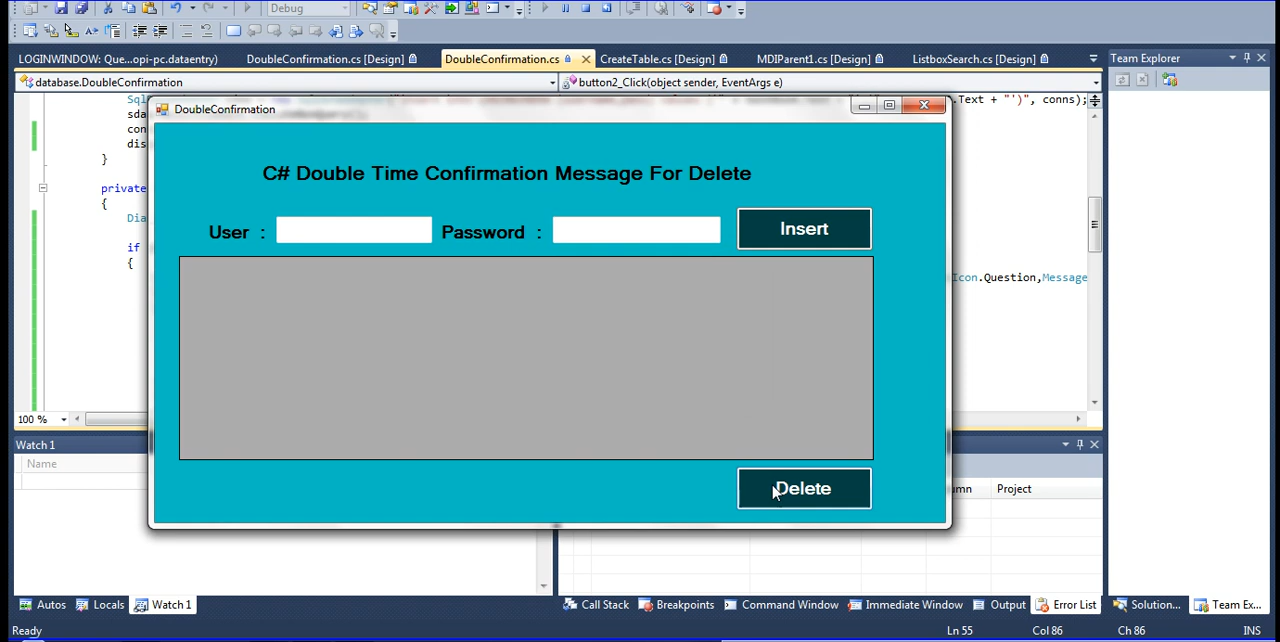 Debug
LOGINWINDOW: Que...opi-pc.dataentry) DoubleConfirmation.cs [Design] DoubleConfirmation.cs CreateTable.cs [Design] MDIParent1.cs [Design] ListboxSearch.cs [Design] Team Explorer
database.DoubleConfirmation button2_Click(object sender, EventArgs e)
.Text + "')", conns);
DoubleConfirmation
sda
con
dis
}
C# Double Time Confirmation Message For Delete
private
{
Dia
User : Password : Insert
if
{
Icon.Question,Message
100 %
Watch 1
Name
Delete
Project
Autos Locals Watch 1 Call Stack Breakpoints Command Window Immediate Window Output Error List Solution... Team Ex...
Ready Ln 55 Col 86 Ch 86 INS